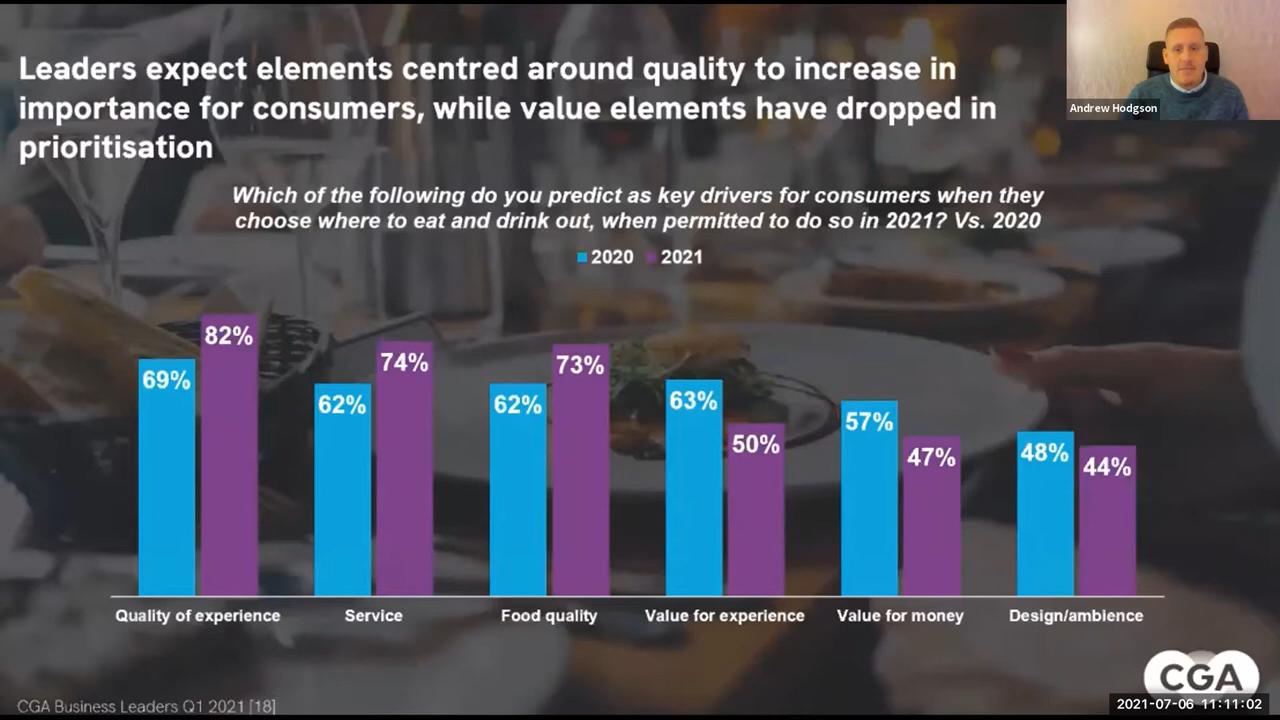 Leaders expect elements centred around quality to increase in
importance for consumers, while value elements have dropped in
prioritisation
Andrew Hodgson
Which of the following do you predict as key drivers for consumers when they
choose where to eat and drink out, when permitted to do so in 2021? Vs. 2020
2020 2021
82%
69%
74%
62%
73%
62%
63%
50%
57%
47%
48%
44%
Quality of experience Service Food quality Value for experience Value for money Design/ambience
CGA
CGA Business Leaders Q1 2021 [18]
2021-07-06 11:11:02